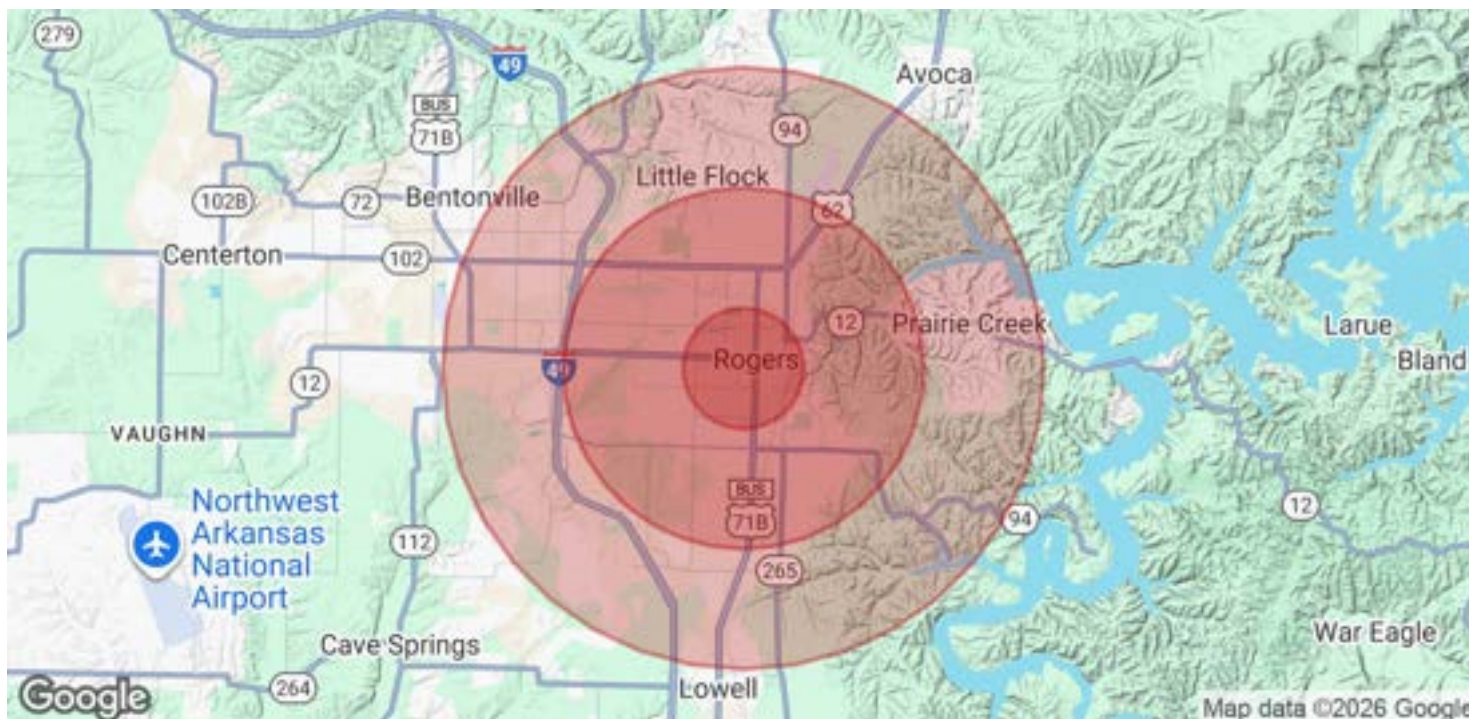 279
49
Avoca
BUS
71B
94
Little Flock
102B
72
Bentonville
62
Centerton
102
12
Prairie Creek
Larue
Rogers
49
Bland
12
VAUGHN
Northwest
Arkansas
National
Airport
BUS
71B
94
12
112
265
Cave Springs
War Eagle
264
Lowell
Google
Map data ©2026 Google